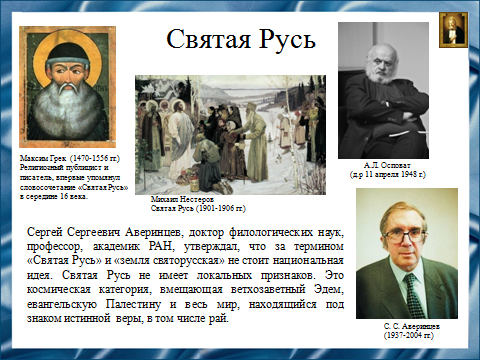 Святая Русь
Максим Грек (1470-1556 гг.)
Религиозный публицист и
писатель, впервые упомянул
словосочетание «Святая Русь»
в середине 16 века.
Михаил Нестеров
Святая Русь (1901-1906 гг.)
А.Л. Осповат
(д.р 11 апреля 1948 г.)
Сергей Сергеевич Аверинцев, доктор филологических наук,
профессор, академик РАН, утверждал, что за термином
«Святая Русь» и «земля святорусская» не стоит национальная
идея. Святая Русь не имеет локальных признаков. Это
космическая категория, вмещающая ветхозаветный Эдем,
евангельскую Палестину и весь мир, находящийся под
знаком истинной веры, в том числе рай.
С. С. Аверинцев
(1937-2004 гг.)